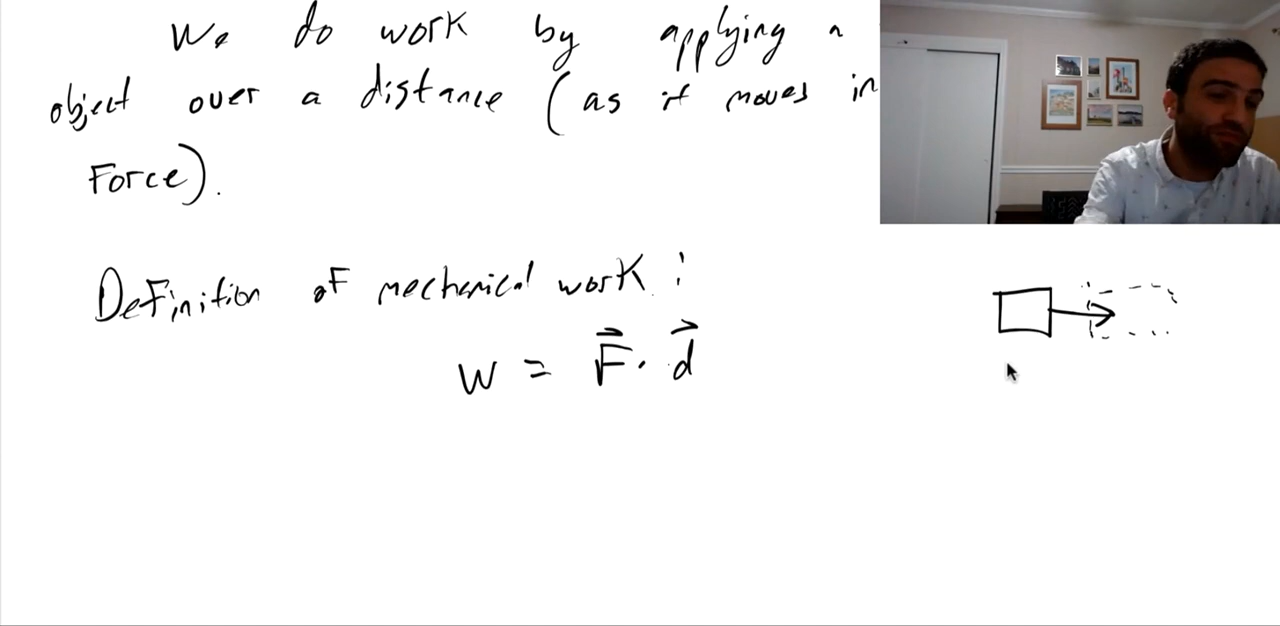 We do work by applying a
object over a distance (as it moves in
Force).
Definition of mechanical work:
W = F⃗ · d⃗